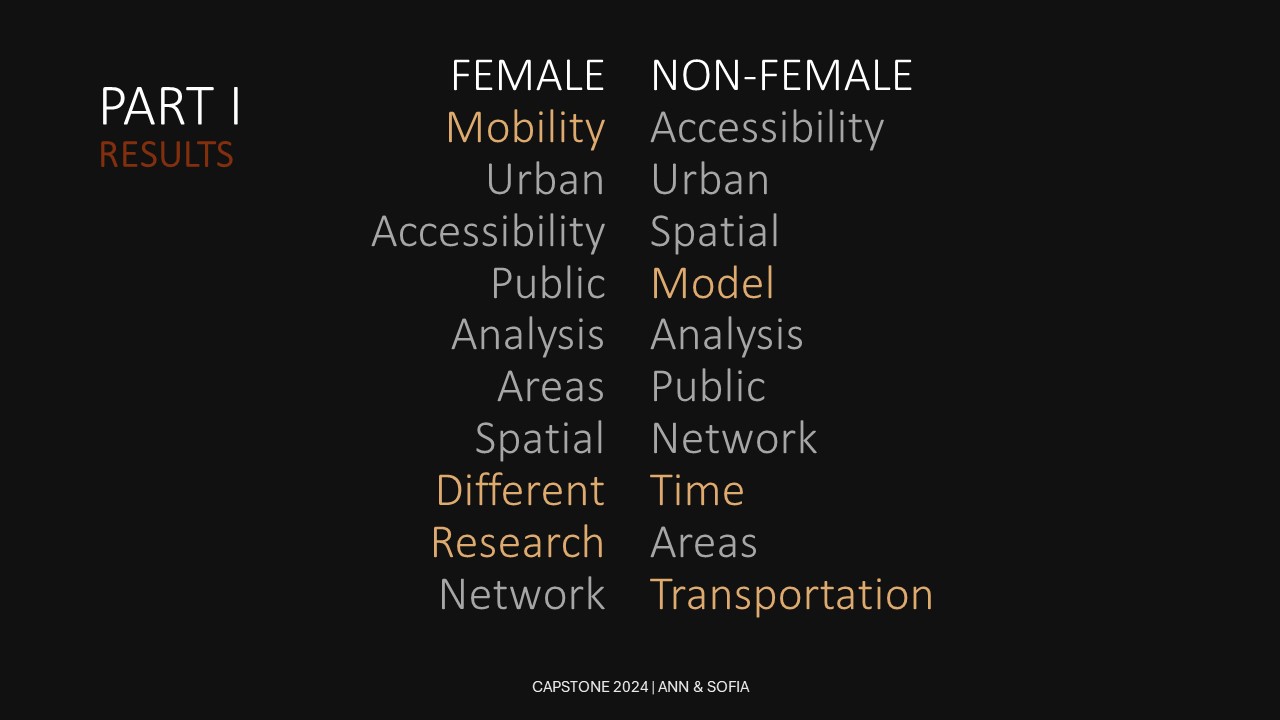 PART I
RESULTS
FEMALE NON-FEMALE
Mobility Accessibility
Urban Urban
Accessibility Spatial
Public Model
Analysis Analysis
Areas Public
Spatial Network
Different Time
Research Areas
Network Transportation
CAPSTONE 2024 | ANN & SOFIA